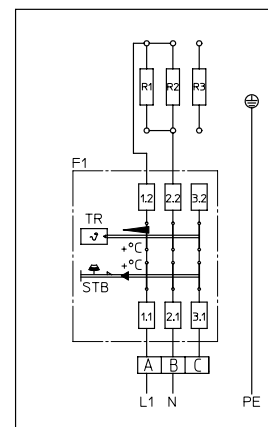 R1 R2 R3
F1
1.2 2.2 3.2
TR
ϑ
+°C
+°C
STB
1.1 2.1 3.1
A B C
L1 N PE